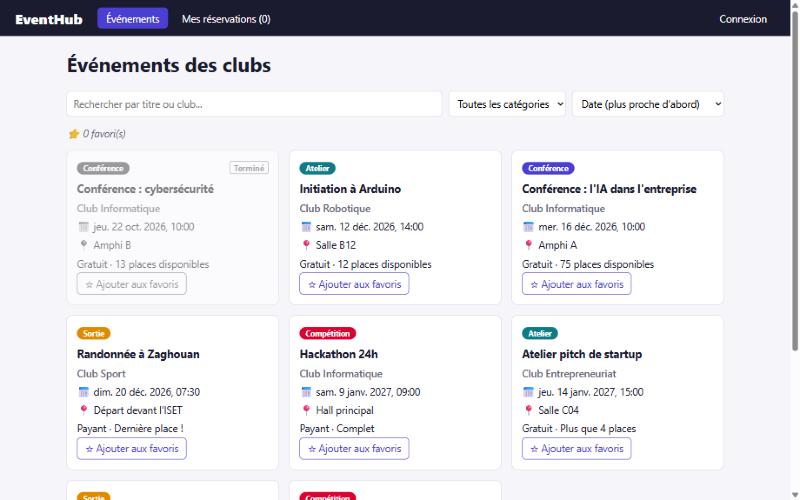 EventHub Événements Mes réservations (0) Connexion
Événements des clubs
Rechercher par titre ou club... Toutes les catégories Date (plus proche d'abord)
0 favori(s)
Conférence Terminé
Conférence : cybersécurité
Club Informatique
jeu. 22 oct. 2026, 10:00
Amphi B
Gratuit · 13 places disponibles
☆ Ajouter aux favoris
Atelier
Initiation à Arduino
Club Robotique
sam. 12 déc. 2026, 14:00
Salle B12
Gratuit · 12 places disponibles
☆ Ajouter aux favoris
Conférence
Conférence : l'IA dans l'entreprise
Club Informatique
mer. 16 déc. 2026, 10:00
Amphi A
Gratuit · 75 places disponibles
☆ Ajouter aux favoris
Sortie
Randonnée à Zaghouan
Club Sport
dim. 20 déc. 2026, 07:30
Départ devant l'ISET
Payant · Dernière place !
☆ Ajouter aux favoris
Compétition
Hackathon 24h
Club Informatique
sam. 9 janv. 2027, 09:00
Hall principal
Payant · Complet
☆ Ajouter aux favoris
Atelier
Atelier pitch de startup
Club Entrepreneuriat
jeu. 14 janv. 2027, 15:00
Salle C04
Gratuit · Plus que 4 places
☆ Ajouter aux favoris
Sortie
Compétition